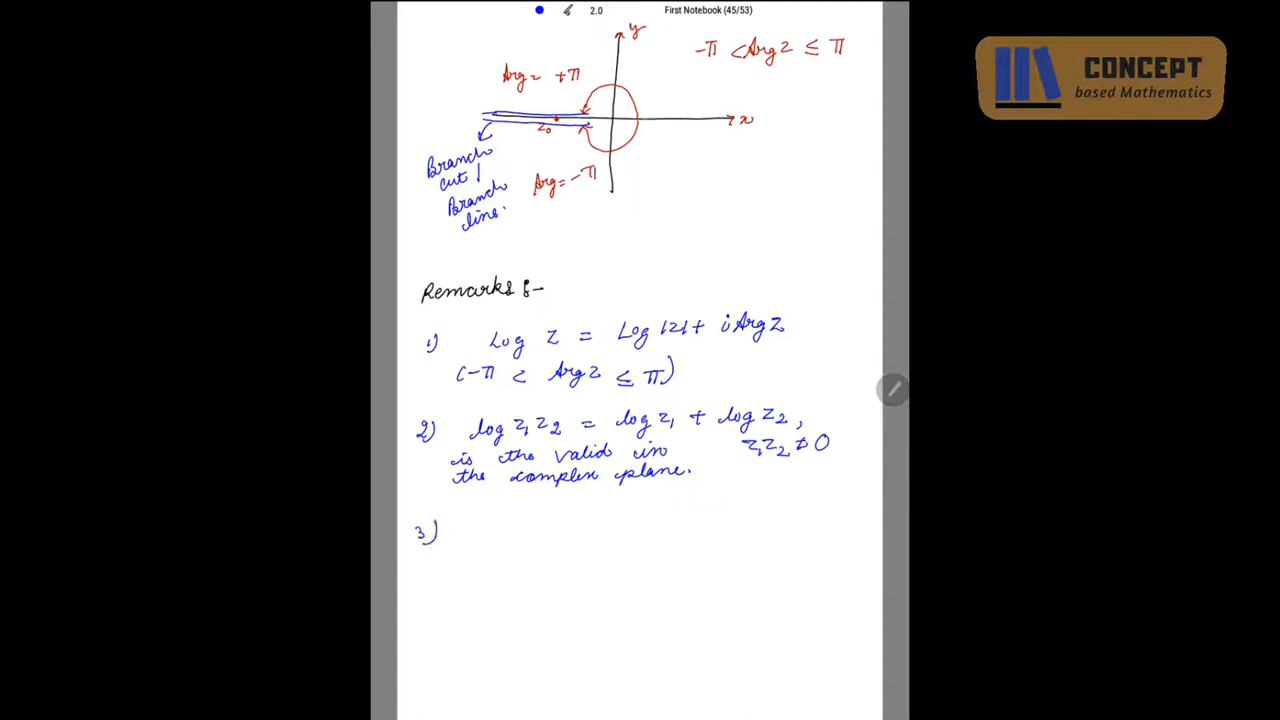 2.0 First Notebook (45/53)
CONCEPT
based Mathematics
y
-π < Arg z ≤ π
Arg = +π
x
z₀
Branch
cut /
Branch
line.
Arg = -π
Remarks :-
1) Log z = Log |z| + i Arg z
(-π < Arg z ≤ π)
2) log z₁ z₂ = log z₁ + log z₂,
z₁z₂ ≠ 0
is the valid in
the complex plane.
3)